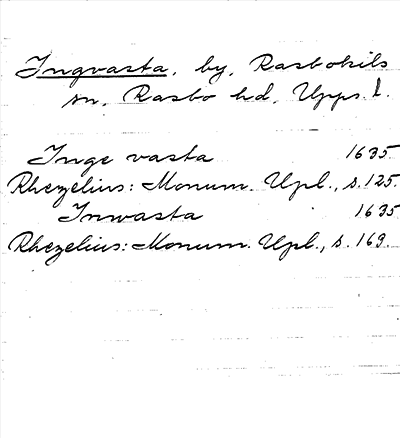 Ingvasta, by, Rasbokils
sn, Rasbo hd, Upps. l.
Inge vasta 1635
Rhezelius: Monum. Upl., s. 125.
Inwasta 1635
Rhezelius: Monum. Upl., s. 169.